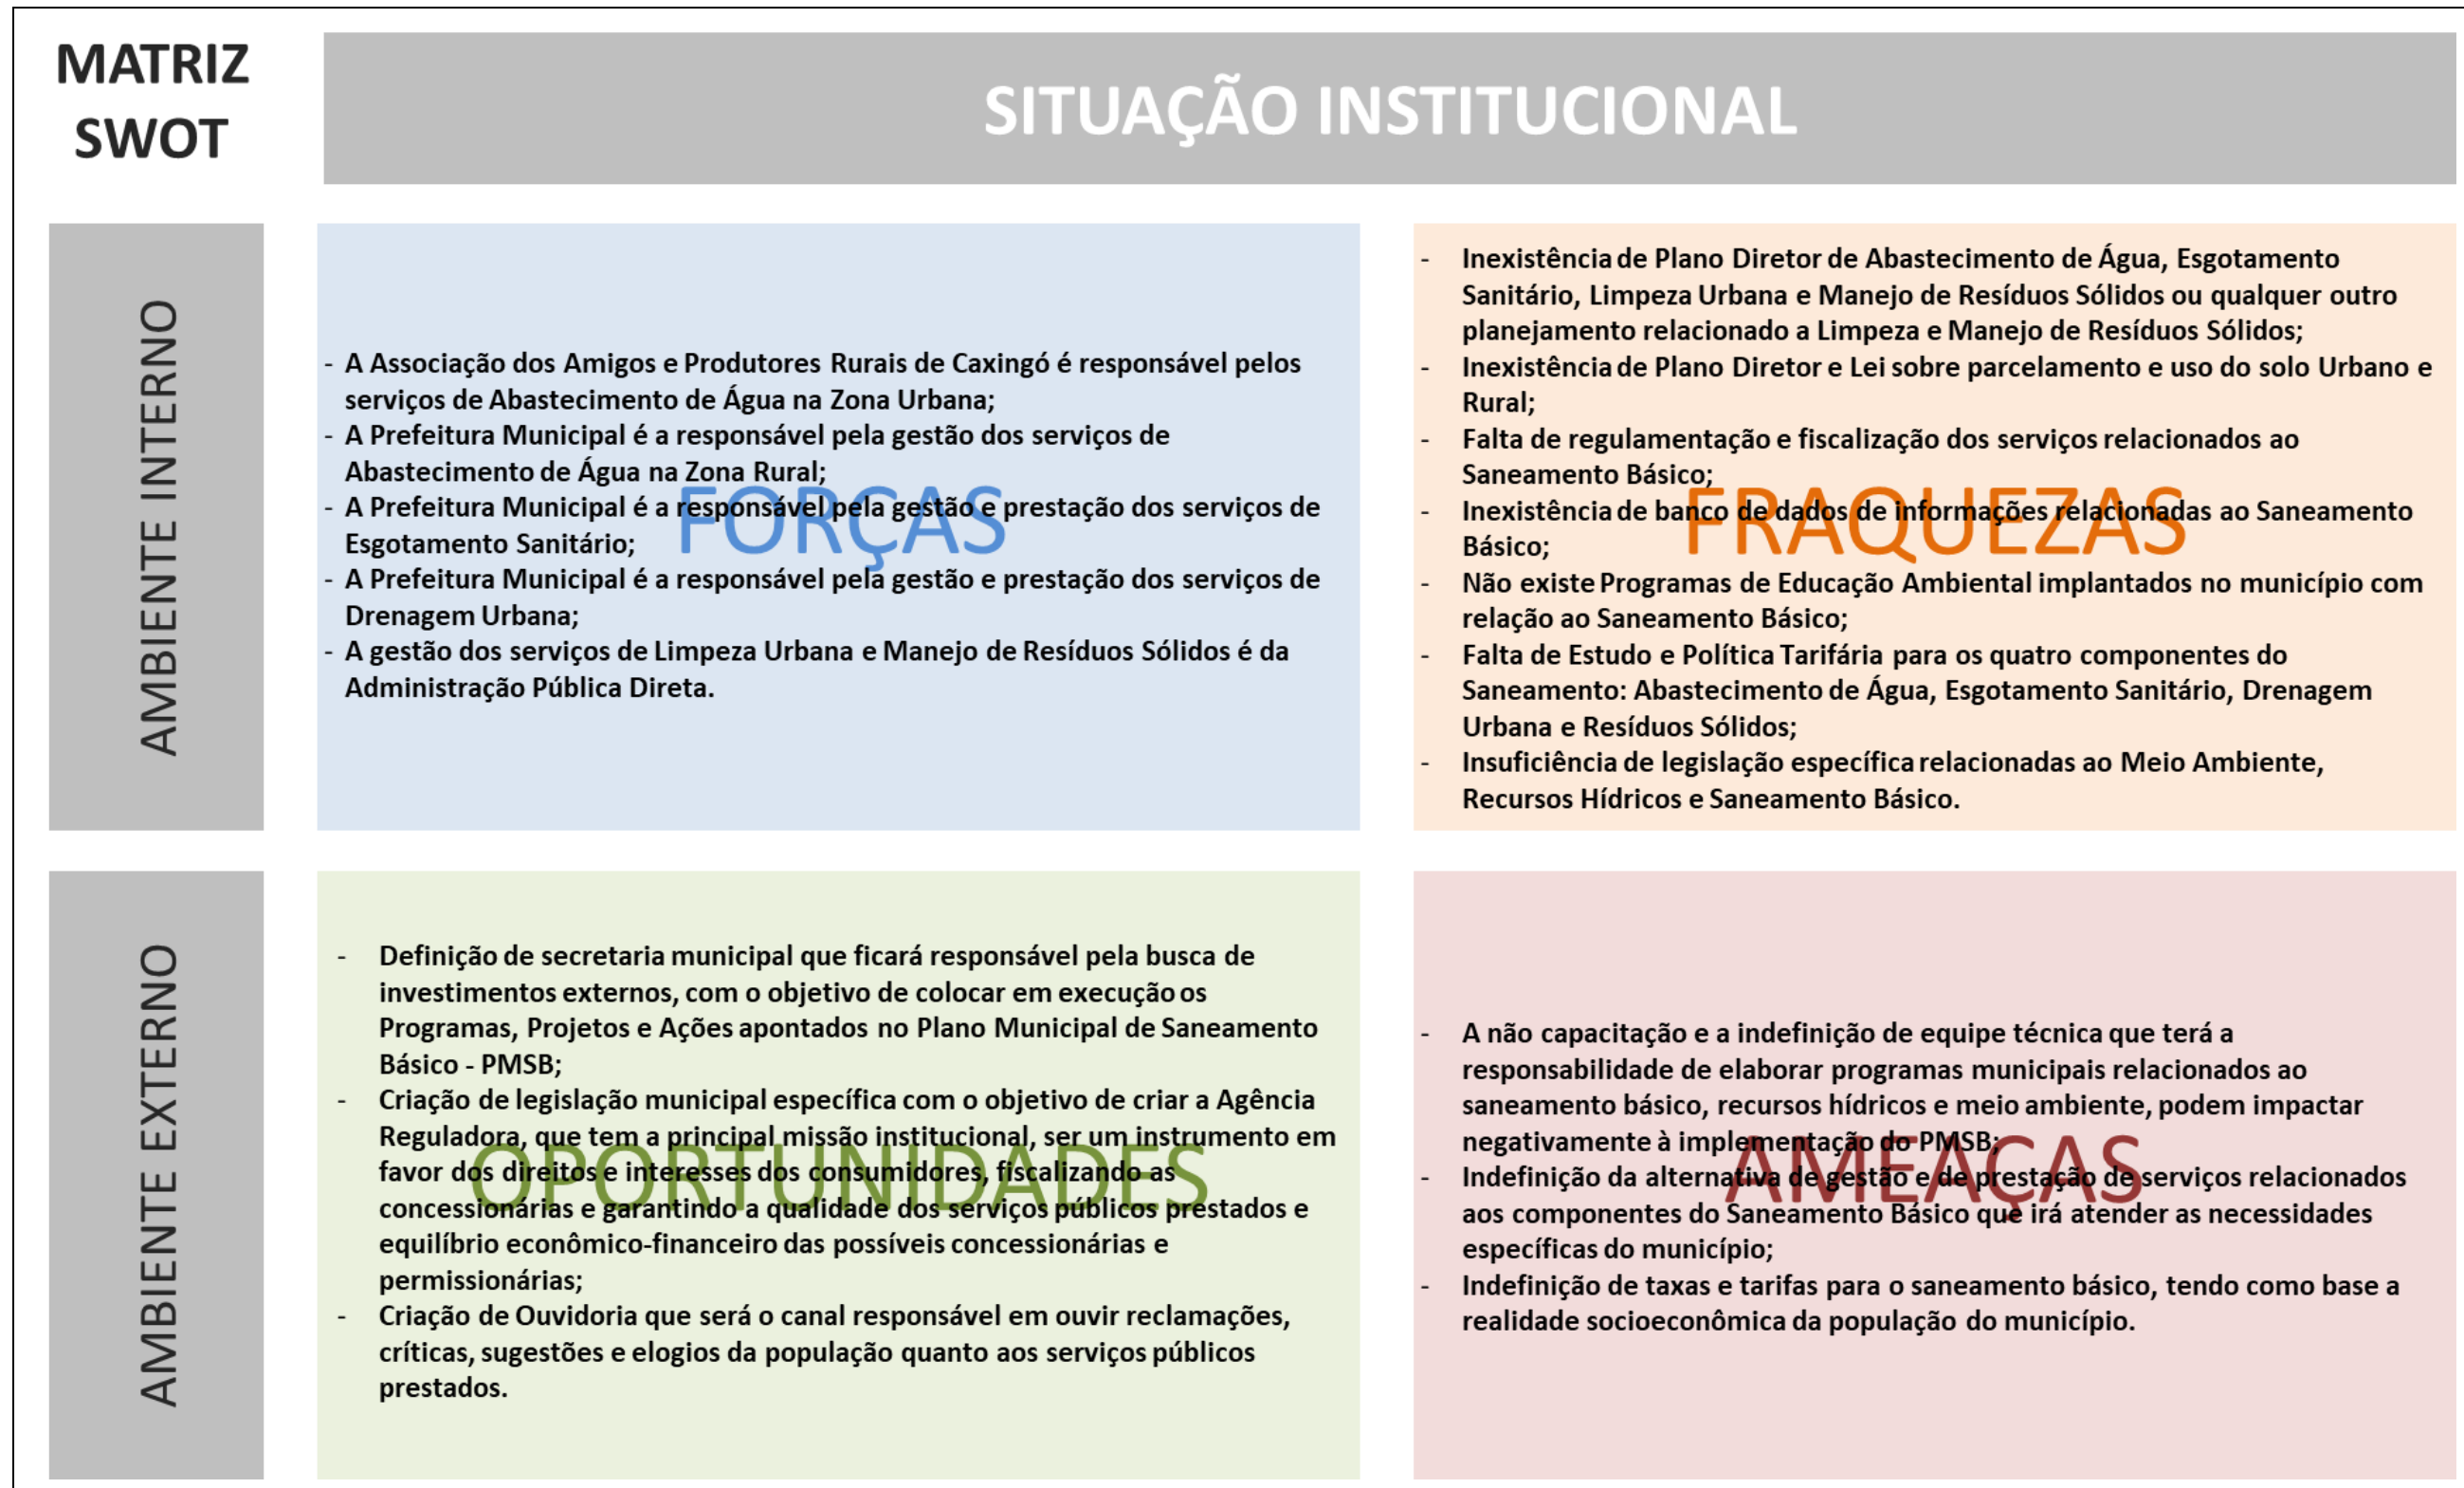 MATRIZ
SWOT
SITUAÇÃO INSTITUCIONAL
AMBIENTE INTERNO
- A Associação dos Amigos e Produtores Rurais de Caxingó é responsável pelos
serviços de Abastecimento de Água na Zona Urbana;
- A Prefeitura Municipal é a responsável pela gestão dos serviços de
Abastecimento de Água na Zona Rural;
- A Prefeitura Municipal é a responsável pela gestão e prestação dos serviços de
Esgotamento Sanitário;
- A Prefeitura Municipal é a responsável pela gestão e prestação dos serviços de
Drenagem Urbana;
- A gestão dos serviços de Limpeza Urbana e Manejo de Resíduos Sólidos é da
Administração Pública Direta.
FORÇAS
- Inexistência de Plano Diretor de Abastecimento de Água, Esgotamento
Sanitário, Limpeza Urbana e Manejo de Resíduos Sólidos ou qualquer outro
planejamento relacionado a Limpeza e Manejo de Resíduos Sólidos;
- Inexistência de Plano Diretor e Lei sobre parcelamento e uso do solo Urbano e
Rural;
- Falta de regulamentação e fiscalização dos serviços relacionados ao
Saneamento Básico;
- Inexistência de banco de dados de informações relacionadas ao Saneamento
Básico;
- Não existe Programas de Educação Ambiental implantados no município com
relação ao Saneamento Básico;
- Falta de Estudo e Política Tarifária para os quatro componentes do
Saneamento: Abastecimento de Água, Esgotamento Sanitário, Drenagem
Urbana e Resíduos Sólidos;
- Insuficiência de legislação específica relacionadas ao Meio Ambiente,
Recursos Hídricos e Saneamento Básico.
FRAQUEZAS
AMBIENTE EXTERNO
- Definição de secretaria municipal que ficará responsável pela busca de
investimentos externos, com o objetivo de colocar em execução os
Programas, Projetos e Ações apontados no Plano Municipal de Saneamento
Básico - PMSB;
- Criação de legislação municipal específica com o objetivo de criar a Agência
Reguladora, que tem a principal missão institucional, ser um instrumento em
favor dos direitos e interesses dos consumidores, fiscalizando as
concessionárias e garantindo a qualidade dos serviços públicos prestados e
equilíbrio econômico-financeiro das possíveis concessionárias e
permissionárias;
- Criação de Ouvidoria que será o canal responsável em ouvir reclamações,
críticas, sugestões e elogios da população quanto aos serviços públicos
prestados.
OPORTUNIDADES
- A não capacitação e a indefinição de equipe técnica que terá a
responsabilidade de elaborar programas municipais relacionados ao
saneamento básico, recursos hídricos e meio ambiente, podem impactar
negativamente à implementação do PMSB;
- Indefinição da alternativa de gestão e de prestação de serviços relacionados
aos componentes do Saneamento Básico que irá atender as necessidades
específicas do município;
- Indefinição de taxas e tarifas para o saneamento básico, tendo como base a
realidade socioeconômica da população do município.
AMEAÇAS